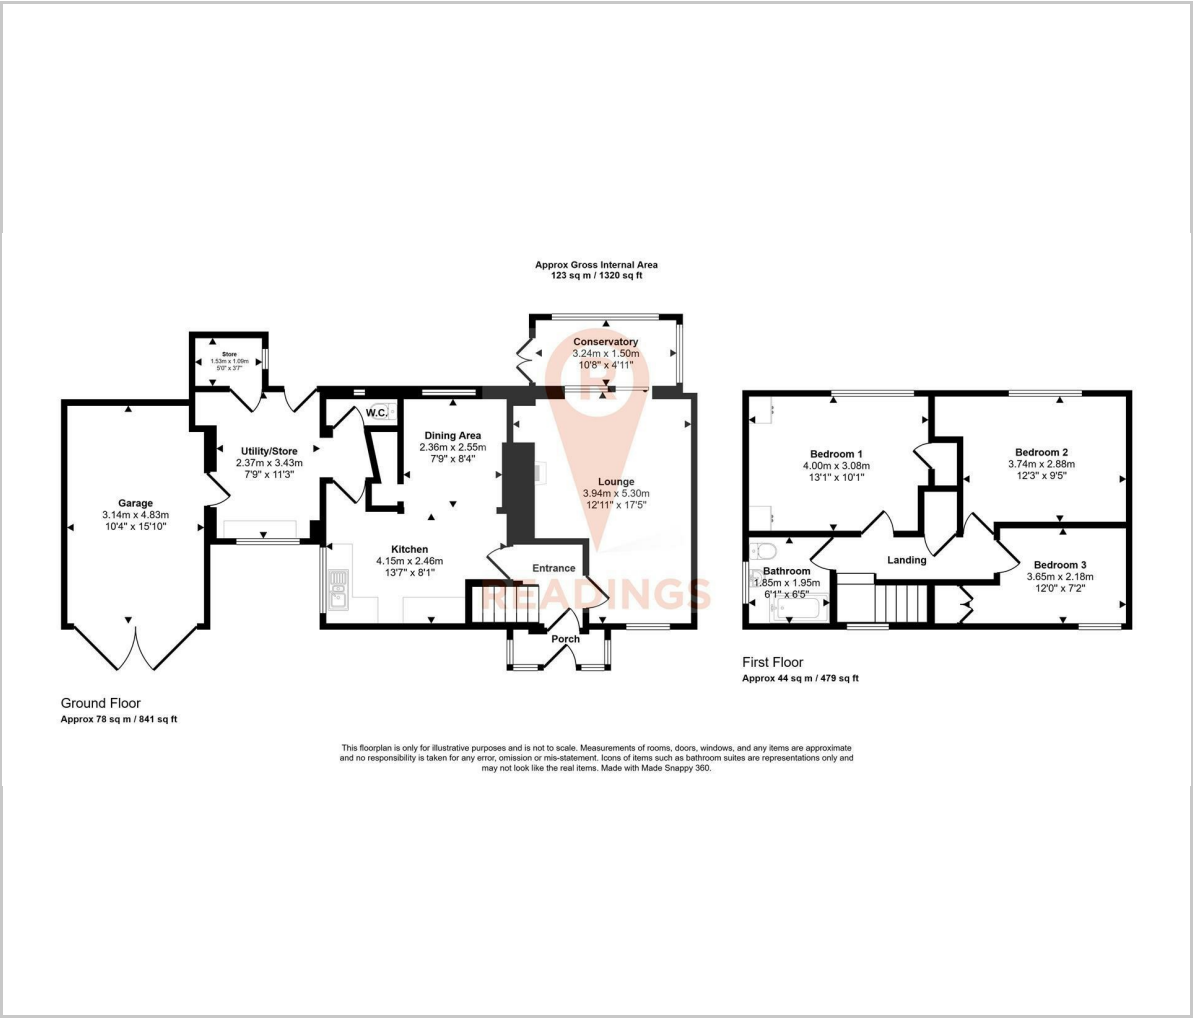 Approx Gross Internal Area
123 sq m / 1320 sq ft
Store
1.53m x 1.09m
5'0" x 3'7"
Conservatory
3.24m x 1.50m
10'8" x 4'11"
R
W.C.
Utility/Store
2.37m x 3.43m
7'9" x 11'3"
Dining Area
2.36m x 2.55m
7'9" x 8'4"
Garage
3.14m x 4.83m
10'4" x 15'10"
Lounge
3.94m x 5.30m
12'11" x 17'5"
Kitchen
4.15m x 2.46m
13'7" x 8'1"
Entrance
READINGS
Porch
Bedroom 1
4.00m x 3.08m
13'1" x 10'1"
Bedroom 2
3.74m x 2.88m
12'3" x 9'5"
Landing
Bathroom
1.85m x 1.95m
6'1" x 6'5"
Bedroom 3
3.65m x 2.18m
12'0" x 7'2"
First Floor
Approx 44 sq m / 479 sq ft
Ground Floor
Approx 78 sq m / 841 sq ft
This floorplan is only for illustrative purposes and is not to scale. Measurements of rooms, doors, windows, and any items are approximate
and no responsibility is taken for any error, omission or mis-statement. Icons of items such as bathroom suites are representations only and
may not look like the real items. Made with Made Snappy 360.